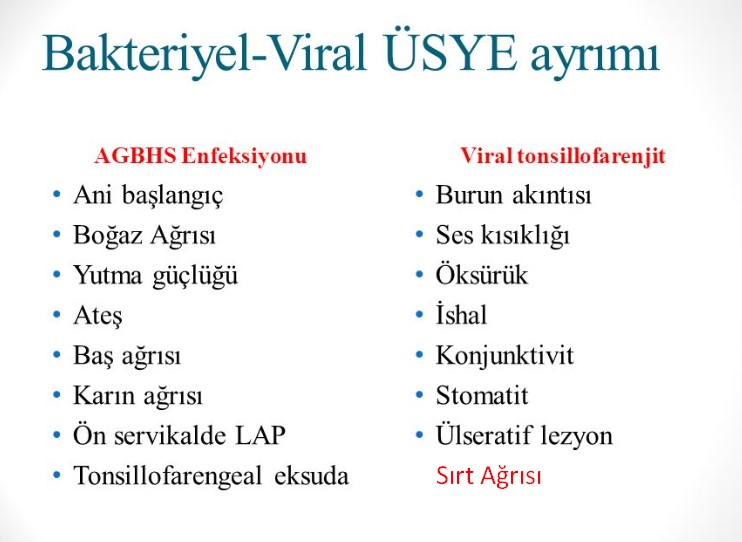 Bakteriyel-Viral ÜSYE ayrımı
AGBHS Enfeksiyonu
• Ani başlangıç
• Boğaz Ağrısı
• Yutma güçlüğü
• Ateş
• Baş ağrısı
• Karın ağrısı
• Ön servikalde LAP
• Tonsillofarengeal eksuda
Viral tonsillofarenjit
• Burun akıntısı
• Ses kısıklığı
• Öksürük
• İshal
• Konjunktivit
• Stomatit
• Ülseratif lezyon
Sırt Ağrısı